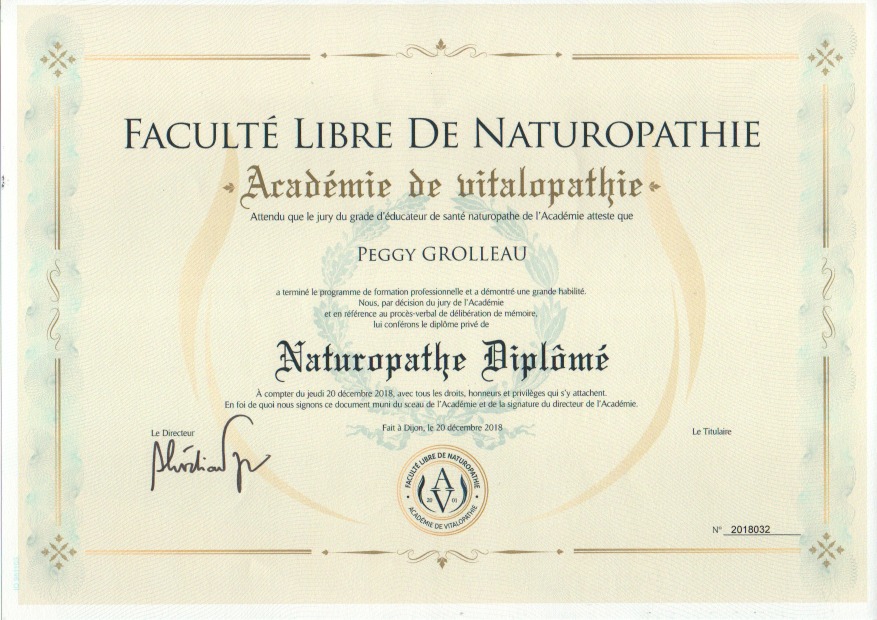 FACULTÉ LIBRE DE NATUROPATHIE
Académie de vitalopathie
Attendu que le jury du grade d'éducateur de santé naturopathe de l'Académie atteste que
PEGGY GROLLEAU
a terminé le programme de formation professionnelle et a démontré une grande habilité.
Nous, par décision du jury de l'Académie
et en référence au procès-verbal de délibération de mémoire,
lui conférons le diplôme privé de
Naturopathe Diplômé
À compter du jeudi 20 décembre 2018, avec tous les droits, honneurs et privilèges qui s'y attachent.
En foi de quoi nous signons ce document muni du sceau de l'Académie et de la signature du directeur de l'Académie.
Fait à Dijon, le 20 décembre 2018
Le Directeur
Le Titulaire
FACULTÉ LIBRE DE NATUROPATHIE
AV
20 01
ACADÉMIE DE VITALOPATHIE
N° 2018032